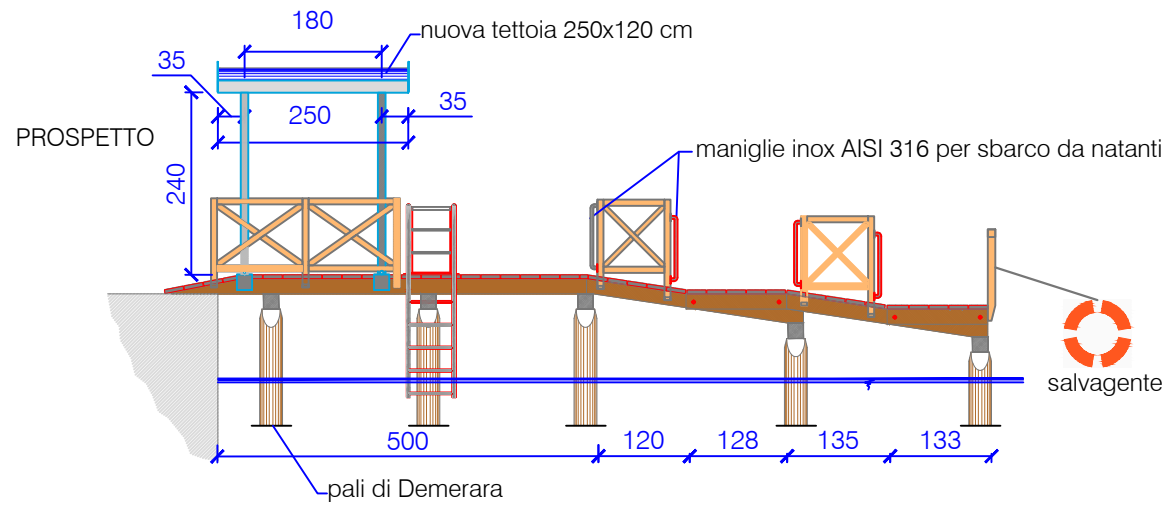 180
nuova tettoia 250x120 cm
35
250
35
PROSPETTO
240
maniglie inox AISI 316 per sbarco da natanti
salvagente
500
120
128
135
133
pali di Demerara